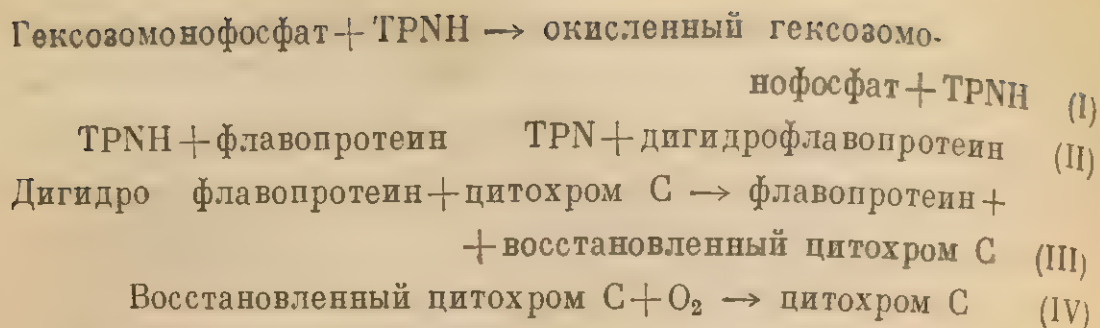 Гексозомонофосфат+TPNH → окисленный гексозомо-
нофосфат+TPNH (I)
TPNH+флавопротеин TPN+дигидрофлавопротеин (II)
Дигидро флавопротеин+цитохром С → флавопротеин+
+восстановленный цитохром С (III)
Восстановленный цитохром С+O₂ → цитохром С (IV)